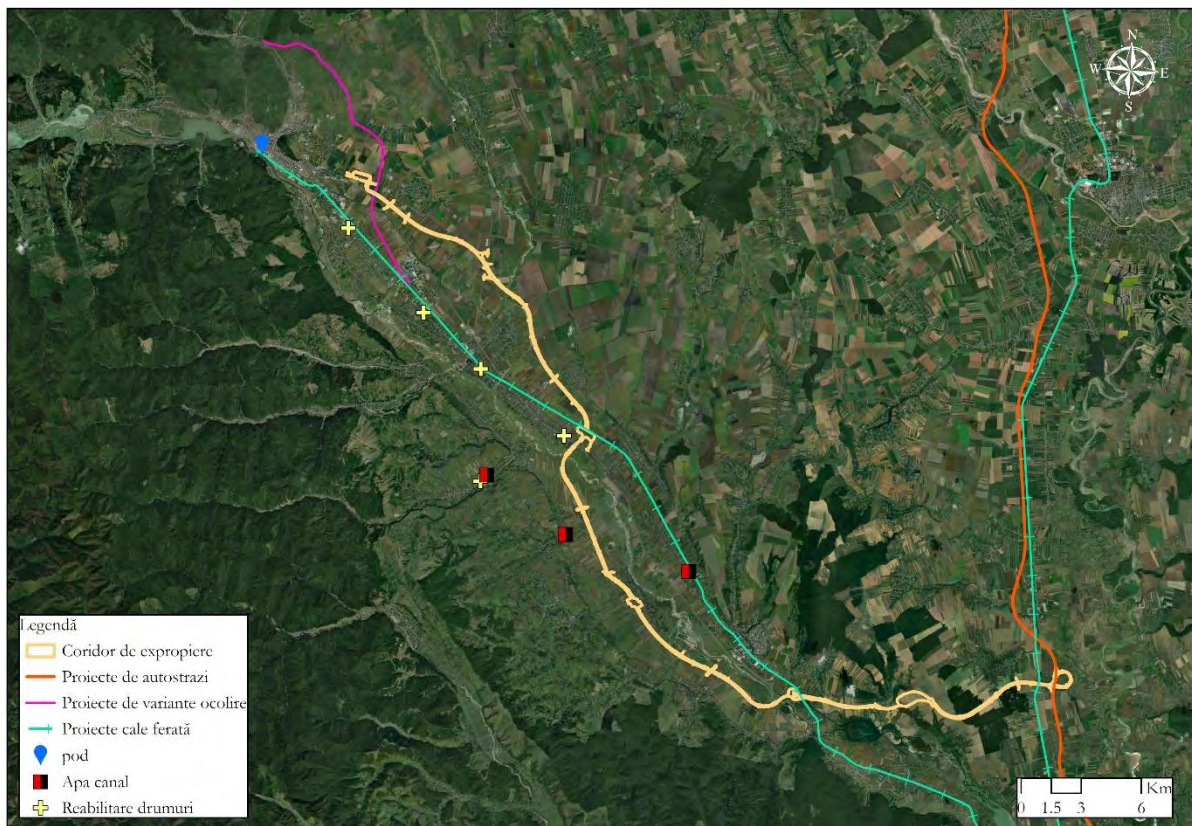 N
W E
S
Legendă
Coridor de expropiere
Proiecte de autostrazi
Proiecte de variante ocolire
Proiecte cale ferată
pod
Apa canal
Reabilitare drumuri
Km
0 1.5 3 6